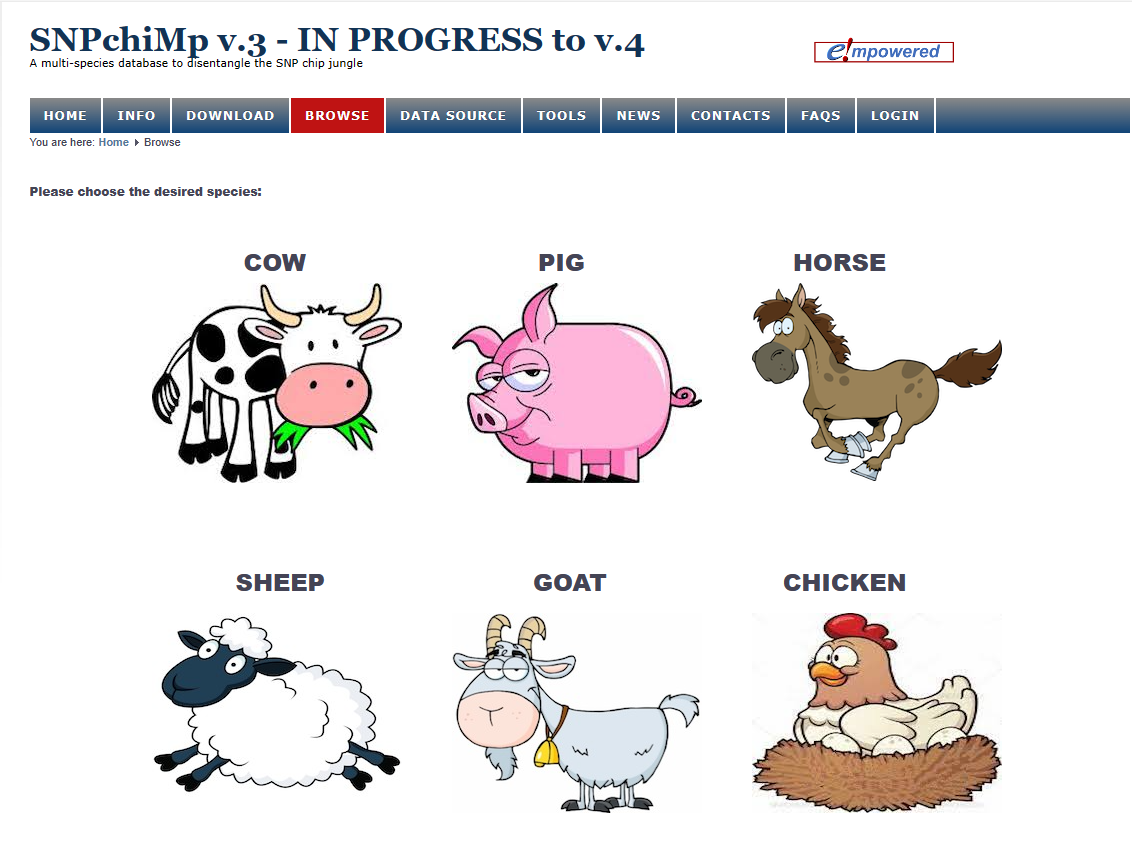 SNPchiMp v.3 - IN PROGRESS to v.4
A multi-species database to disentangle the SNP chip jungle
e!mpowered
HOME INFO DOWNLOAD BROWSE DATA SOURCE TOOLS NEWS CONTACTS FAQS LOGIN
You are here: Home Browse
Please choose the desired species:
COW PIG HORSE
SHEEP GOAT CHICKEN